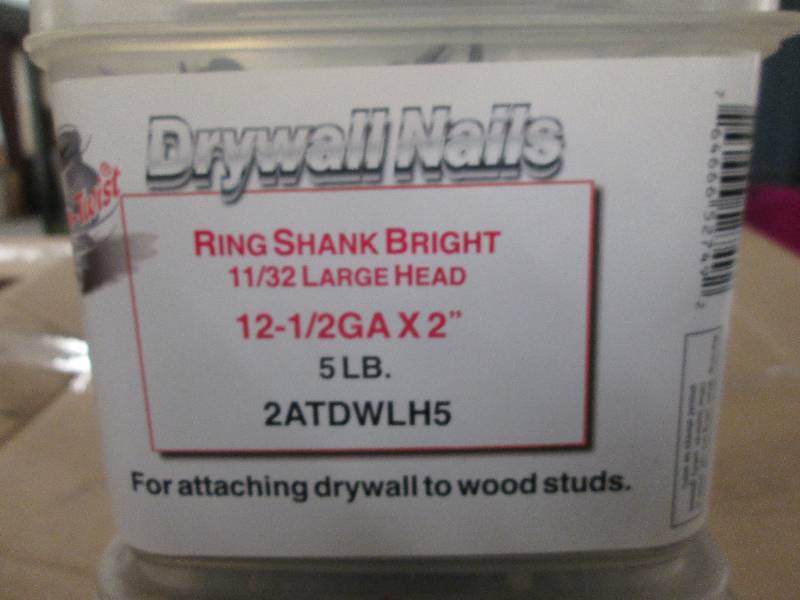 Drywall Nails
Twist®
RING SHANK BRIGHT
11/32 LARGE HEAD
12-1/2GA X 2”
5 LB.
2ATDWLH5
For attaching drywall to wood studs.